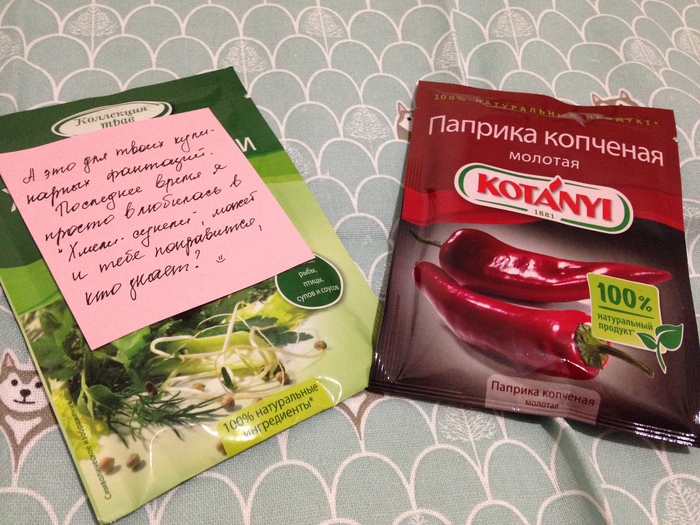 Коллекция
трав
Х
И
А это для твоих кули-
нарных фантазий.
Последнее время я
просто влюбилась в
"Хмели-сунели", может
и тебе понравится,
кто знает? :)
рыбы,
птицы,
супов и соусов
100% натуральные
ингредиенты*
100% НАТУРАЛЬНЫЙ ПРОДУКТ*
Паприка копченая
молотая
KOTÁNYI
1881
100%
натуральный
продукт*
Паприка копченая
молотая